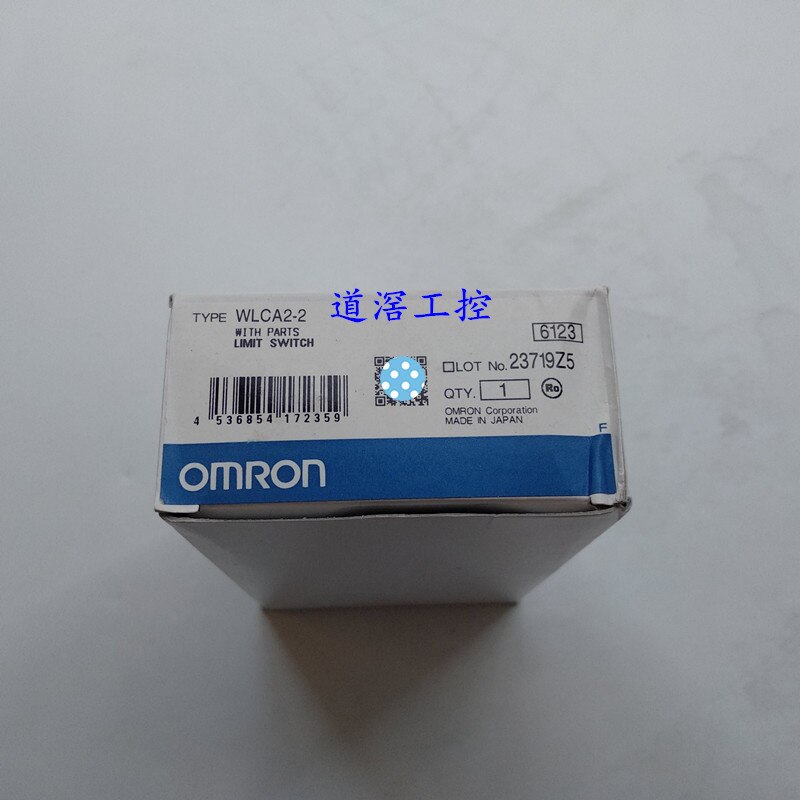 道滘工控
TYPE WLCA2-2
WITH PARTS
LIMIT SWITCH
6123
LOT No. 23719Z5
QTY. 1
Ro
OMRON Corporation
MADE IN JAPAN
4 536854 172359
F
OMRON